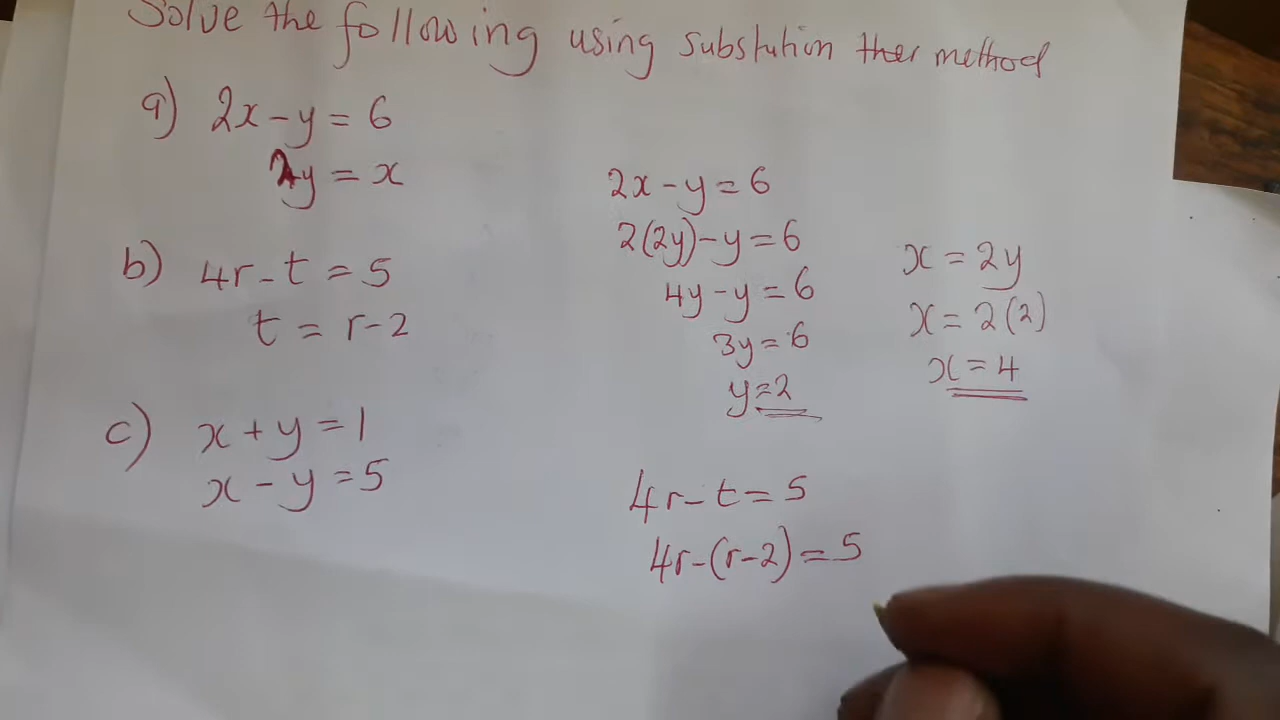 Solve the following using substution ther method
a) 2x - y = 6
2y = x
b) 4r - t = 5
t = r - 2
c) x + y = 1
x - y = 5
2x - y = 6
2(2y) - y = 6
4y - y = 6
3y = 6
y = 2
x = 2y
x = 2(2)
x = 4
4r - t = 5
4r - (r - 2) = 5